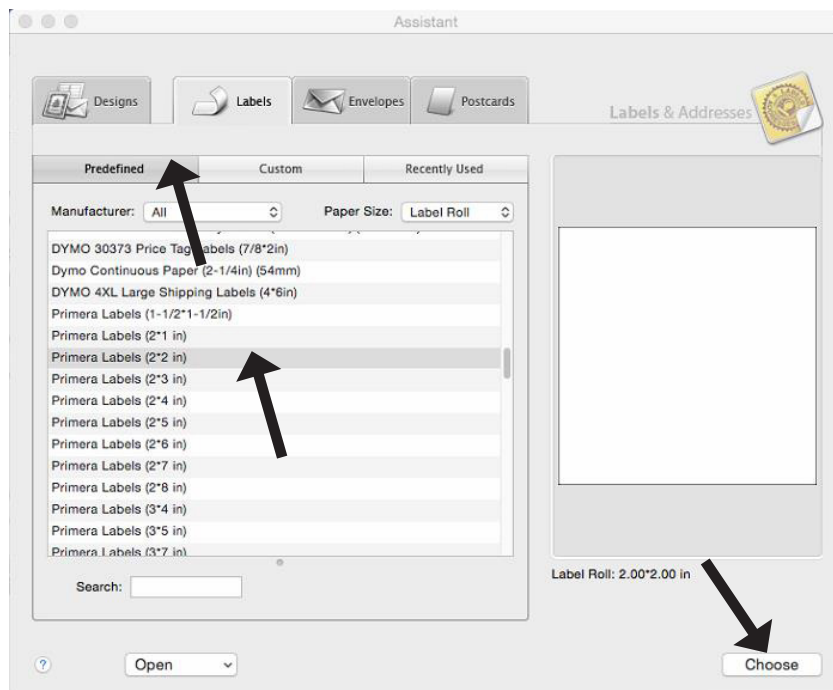 Assistant
Designs Labels Envelopes Postcards
Labels & Addresses
Predefined Custom Recently Used
Manufacturer: All Paper Size: Label Roll
DYMO 30373 Price Tag Labels (7/8*2in)
Dymo Continuous Paper (2-1/4in) (54mm)
DYMO 4XL Large Shipping Labels (4*6in)
Primera Labels (1-1/2*1-1/2in)
Primera Labels (2*1 in)
Primera Labels (2*2 in)
Primera Labels (2*3 in)
Primera Labels (2*4 in)
Primera Labels (2*5 in)
Primera Labels (2*6 in)
Primera Labels (2*7 in)
Primera Labels (2*8 in)
Primera Labels (3*4 in)
Primera Labels (3*5 in)
Primera Labels (3*7 in)
Label Roll: 2.00*2.00 in
Search:
? Open Choose